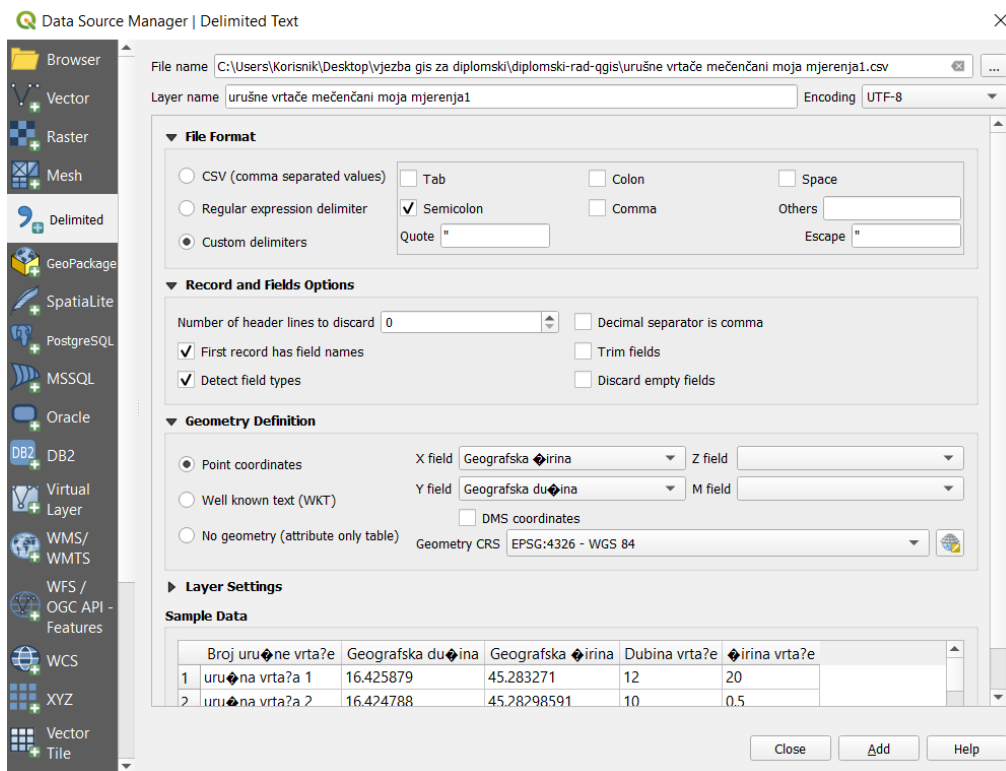 Data Source Manager | Delimited Text
Browser
Vector
Raster
Mesh
Delimited
GeoPackage
SpatiaLite
PostgreSQL
MSSQL
Oracle
DB2
DB2
Virtual
Layer
WMS/
WMTS
WFS /
OGC API -
Features
WCS
XYZ
Vector
Tile
File name C:\Users\Korisnik\Desktop\vjezba gis za diplomski\diplomski-rad-qgis\urušne vrtače mečenčani moja mjerenja1.csv ...
Layer name urušne vrtače mečenčani moja mjerenja1 Encoding UTF-8
File Format
CSV (comma separated values) Tab Colon Space
Regular expression delimiter Semicolon Comma Others
Custom delimiters Quote " Escape "
Record and Fields Options
Number of header lines to discard 0 Decimal separator is comma
First record has field names Trim fields
Detect field types Discard empty fields
Geometry Definition
Point coordinates X field Geografska �irina Z field
Well known text (WKT) Y field Geografska du�ina M field
DMS coordinates
No geometry (attribute only table) Geometry CRS EPSG:4326 - WGS 84
Layer Settings
Sample Data
Broj uru�ne vrta?e Geografska du�ina Geografska �irina Dubina vrta?e �irina vrta?e
1 uru�na vrta?a 1 16.425879 45.283271 12 20
2 uru�na vrta?a 2 16.424788 45.28298591 10 0.5
Close Add Help